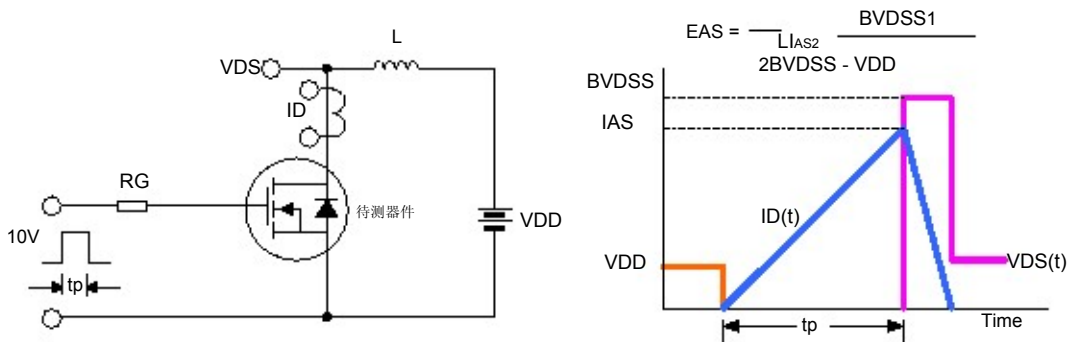 L
VDS
ID
RG
待测器件
10V
tp
VDD
EAS =
BVDSS1
LIAS2
2BVDSS - VDD
BVDSS
IAS
ID(t)
VDD
VDS(t)
tp
Time